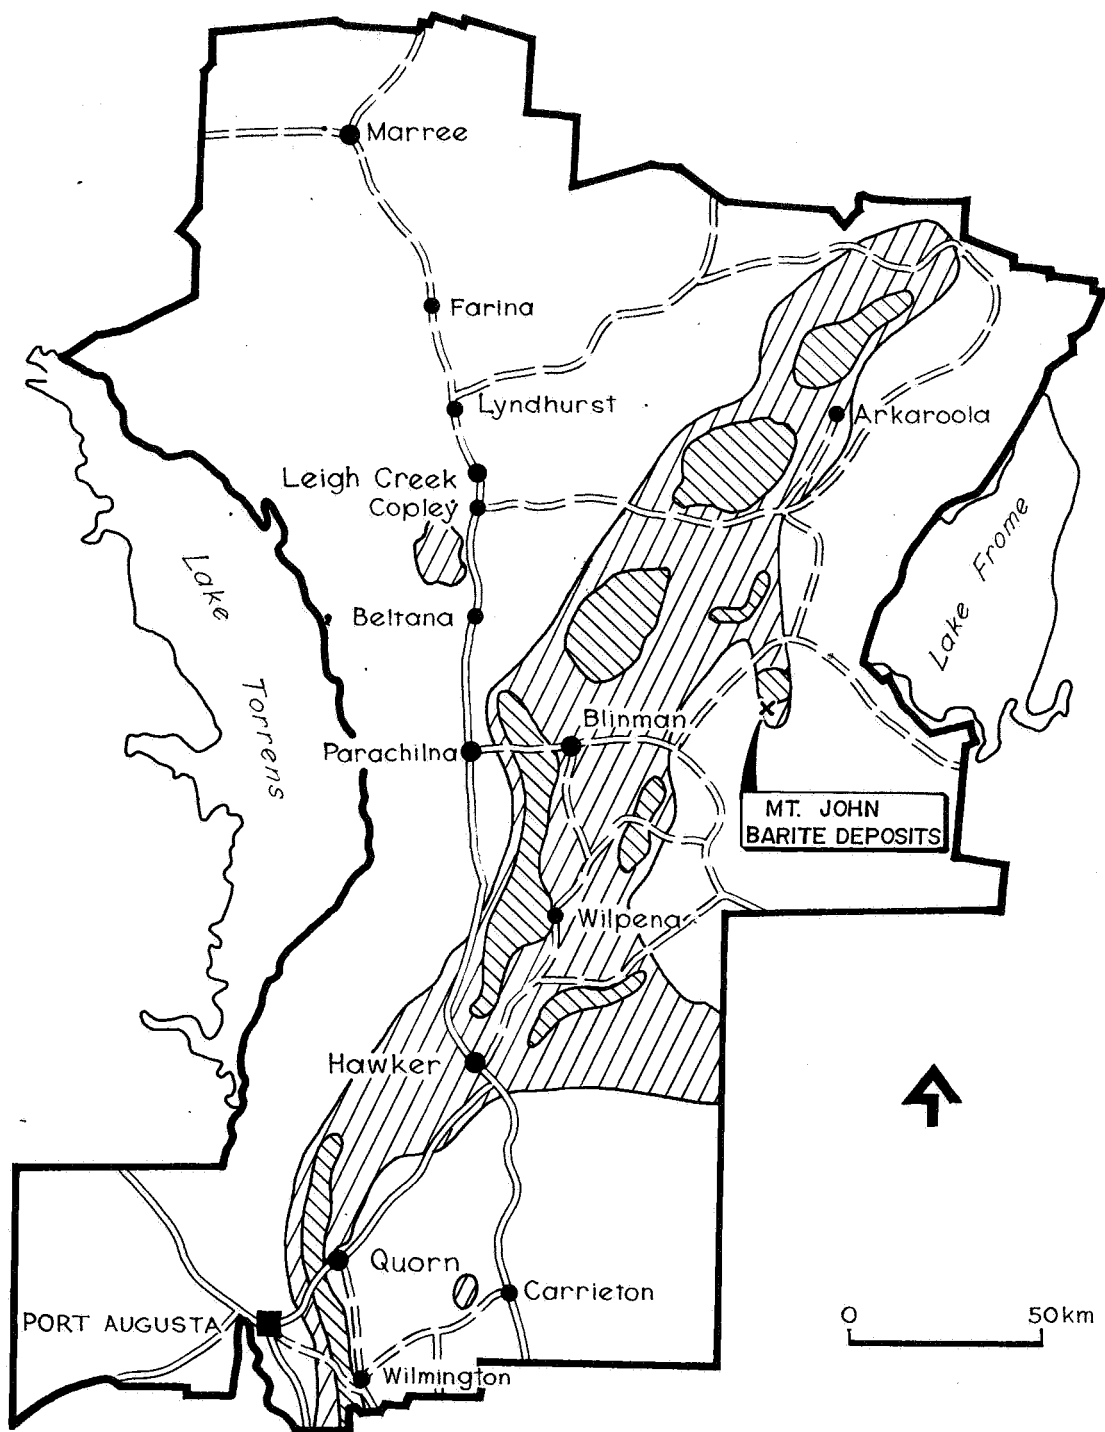 Marree
Farina
Lyndhurst
Arkaroola
Leigh Creek
Copley
Lake Frome
Lake Torrens
Beltana
Blinman
Parachilna
MT. JOHN
BARITE DEPOSITS
Wilpena
Hawker
Quorn
Carrieton
PORT AUGUSTA
0 50km
Wilmington